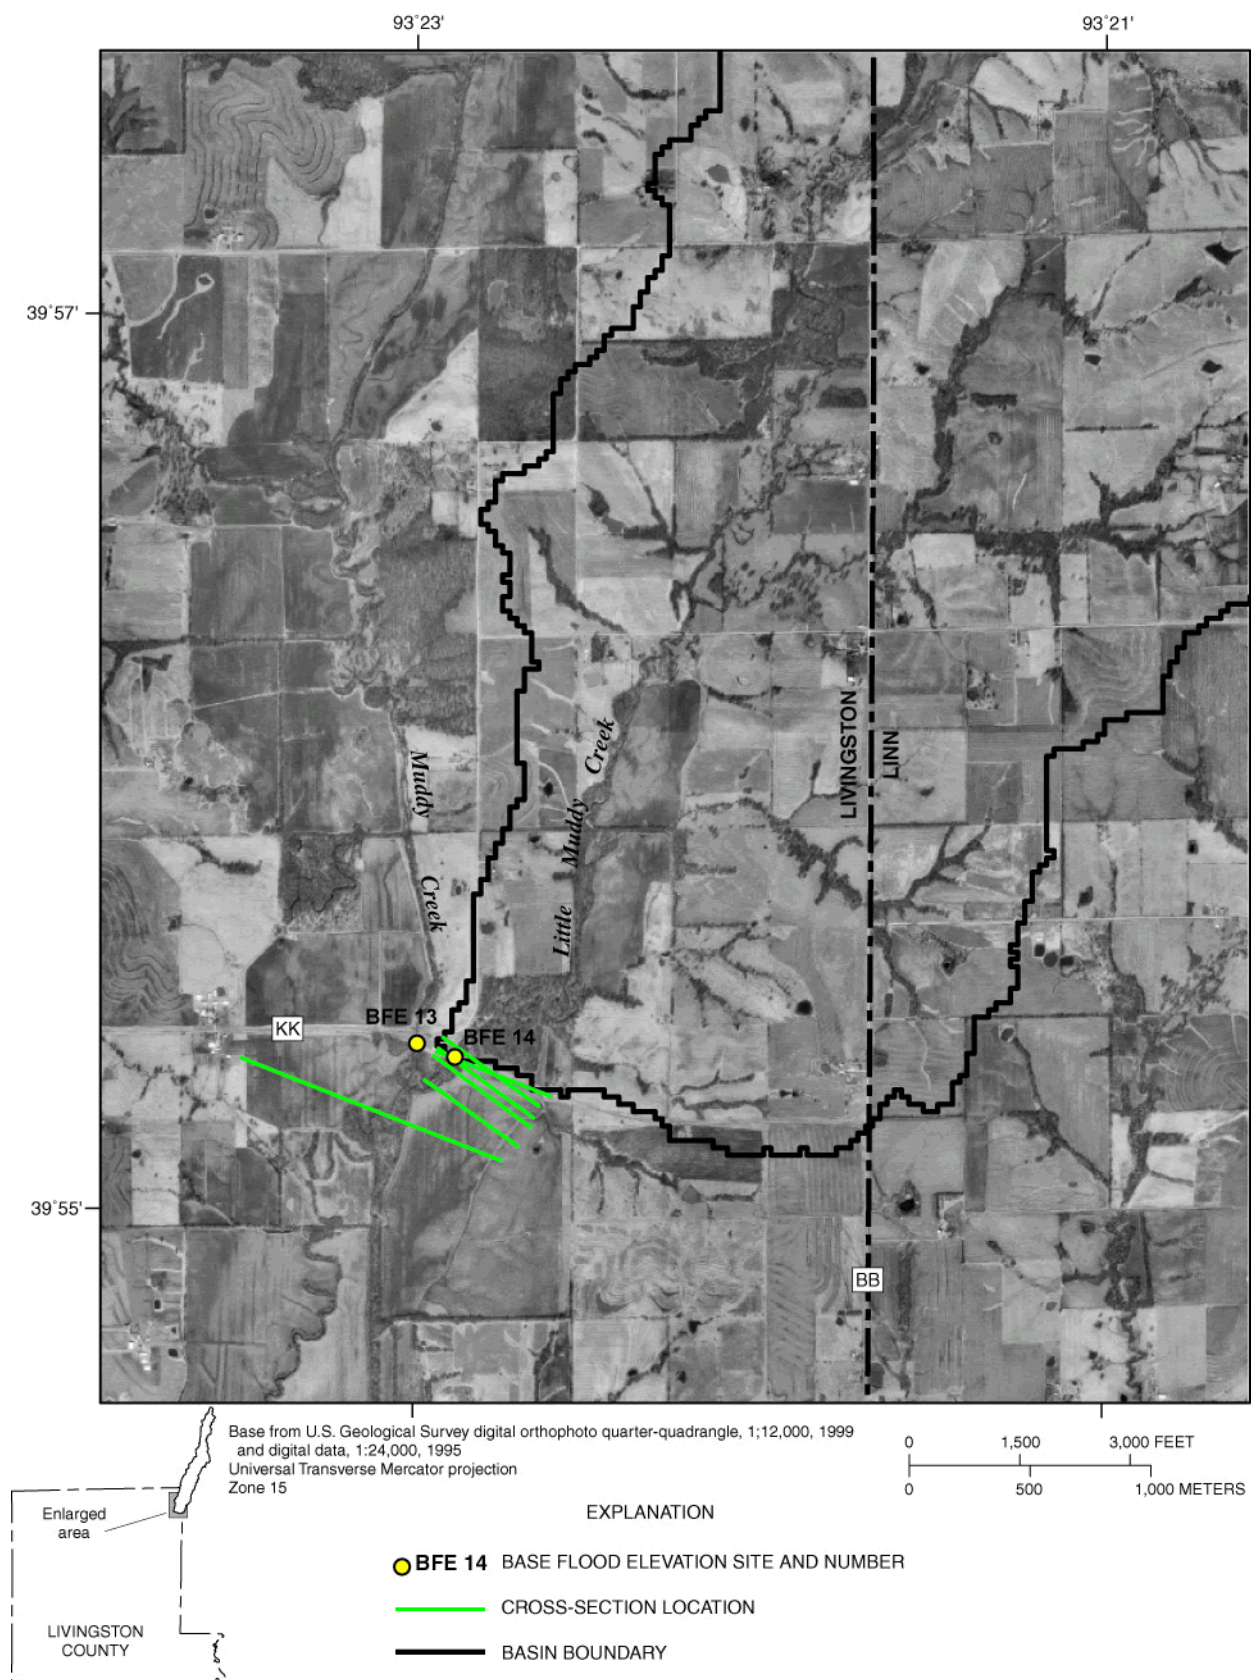 93°23'
93°21'
39°57'
LIVINGSTON
LINN
Creek
Muddy
Little
Muddy
Creek
BFE 13
KK
BFE 14
39°55'
BB
Base from U.S. Geological Survey digital orthophoto quarter-quadrangle, 1;12,000, 1999
and digital data, 1:24,000, 1995
Universal Transverse Mercator projection
Zone 15
0 1,500 3,000 FEET
0 500 1,000 METERS
Enlarged
area
LIVINGSTON
COUNTY
EXPLANATION
BFE 14 BASE FLOOD ELEVATION SITE AND NUMBER
CROSS-SECTION LOCATION
BASIN BOUNDARY